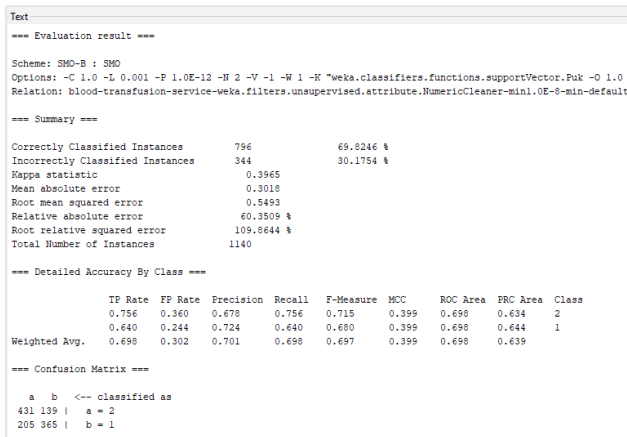 Text
=== Evaluation result ===
Scheme: SMO-B : SMO
Options: -C 1.0 -L 0.001 -P 1.0E-12 -N 2 -V -1 -W 1 -K "weka.classifiers.functions.supportVector.Puk -O 1.0
Relation: blood-transfusion-service-weka.filters.unsupervised.attribute.NumericCleaner-min1.0E-8-min-default
=== Summary ===
Correctly Classified Instances 796 69.8246 %
Incorrectly Classified Instances 344 30.1754 %
Kappa statistic 0.3965
Mean absolute error 0.3018
Root mean squared error 0.5493
Relative absolute error 60.3509 %
Root relative squared error 109.8644 %
Total Number of Instances 1140
=== Detailed Accuracy By Class ===
TP Rate FP Rate Precision Recall F-Measure MCC ROC Area PRC Area Class
0.756 0.360 0.678 0.756 0.715 0.399 0.698 0.634 2
0.640 0.244 0.724 0.640 0.680 0.399 0.698 0.644 1
Weighted Avg. 0.698 0.302 0.701 0.698 0.697 0.399 0.698 0.639
=== Confusion Matrix ===
a b <-- classified as
431 139 | a = 2
205 365 | b = 1